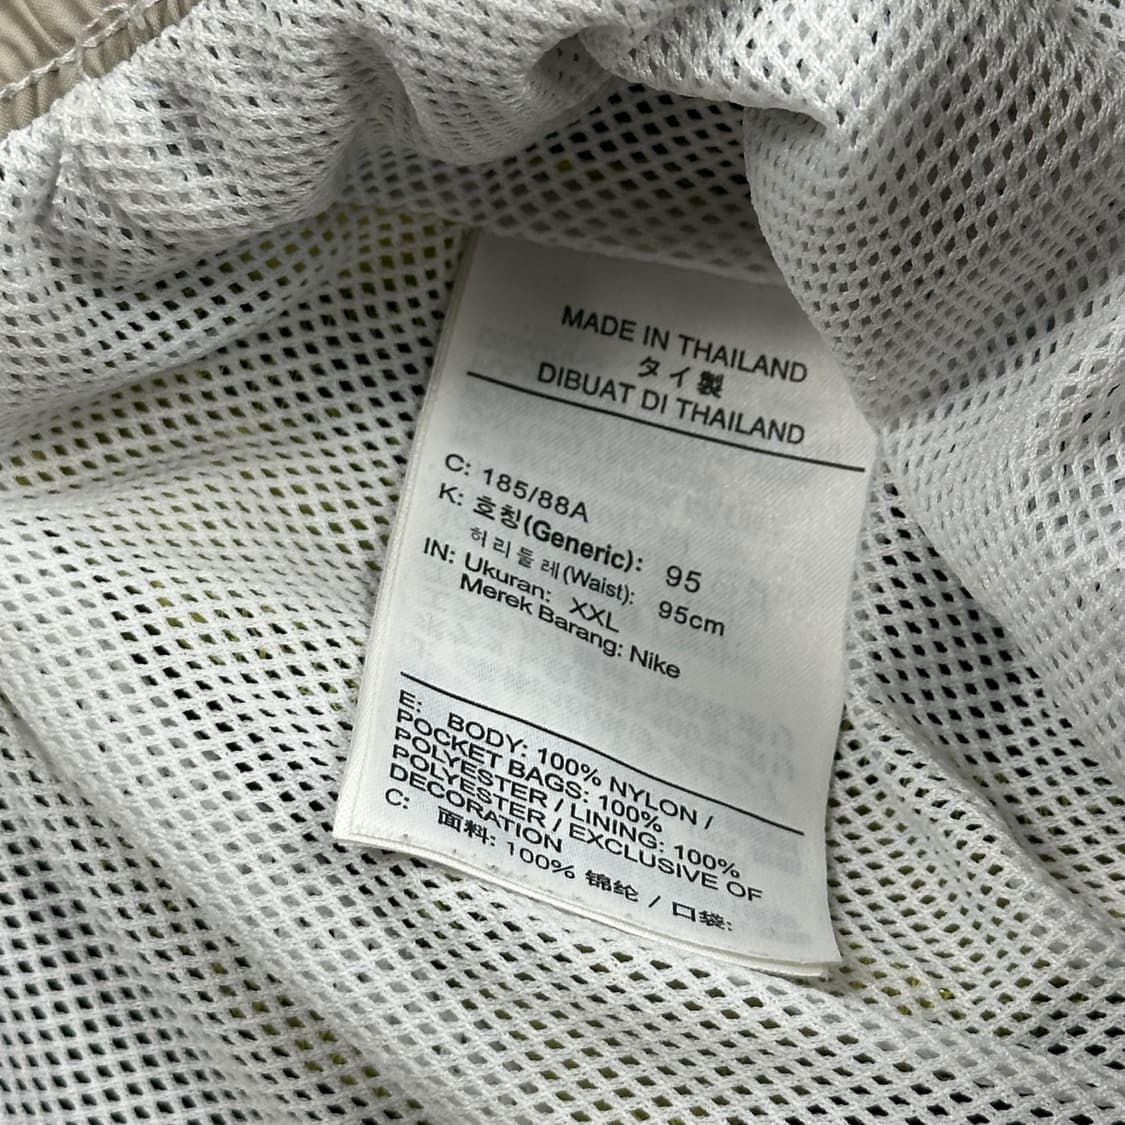 MADE IN THAILAND
タイ製
DIBUAT DI THAILAND
C: 185/88A
K: 호칭(Generic): 95
허리둘레(Waist): 95cm
IN: Ukuran: XXL
Merek Barang: Nike
E: BODY: 100% NYLON /
POCKET BAGS: 100%
POLYESTER / LINING: 100%
POLYESTER / EXCLUSIVE OF
DECORATION
C: 面料: 100% 锦纶 / 口袋: